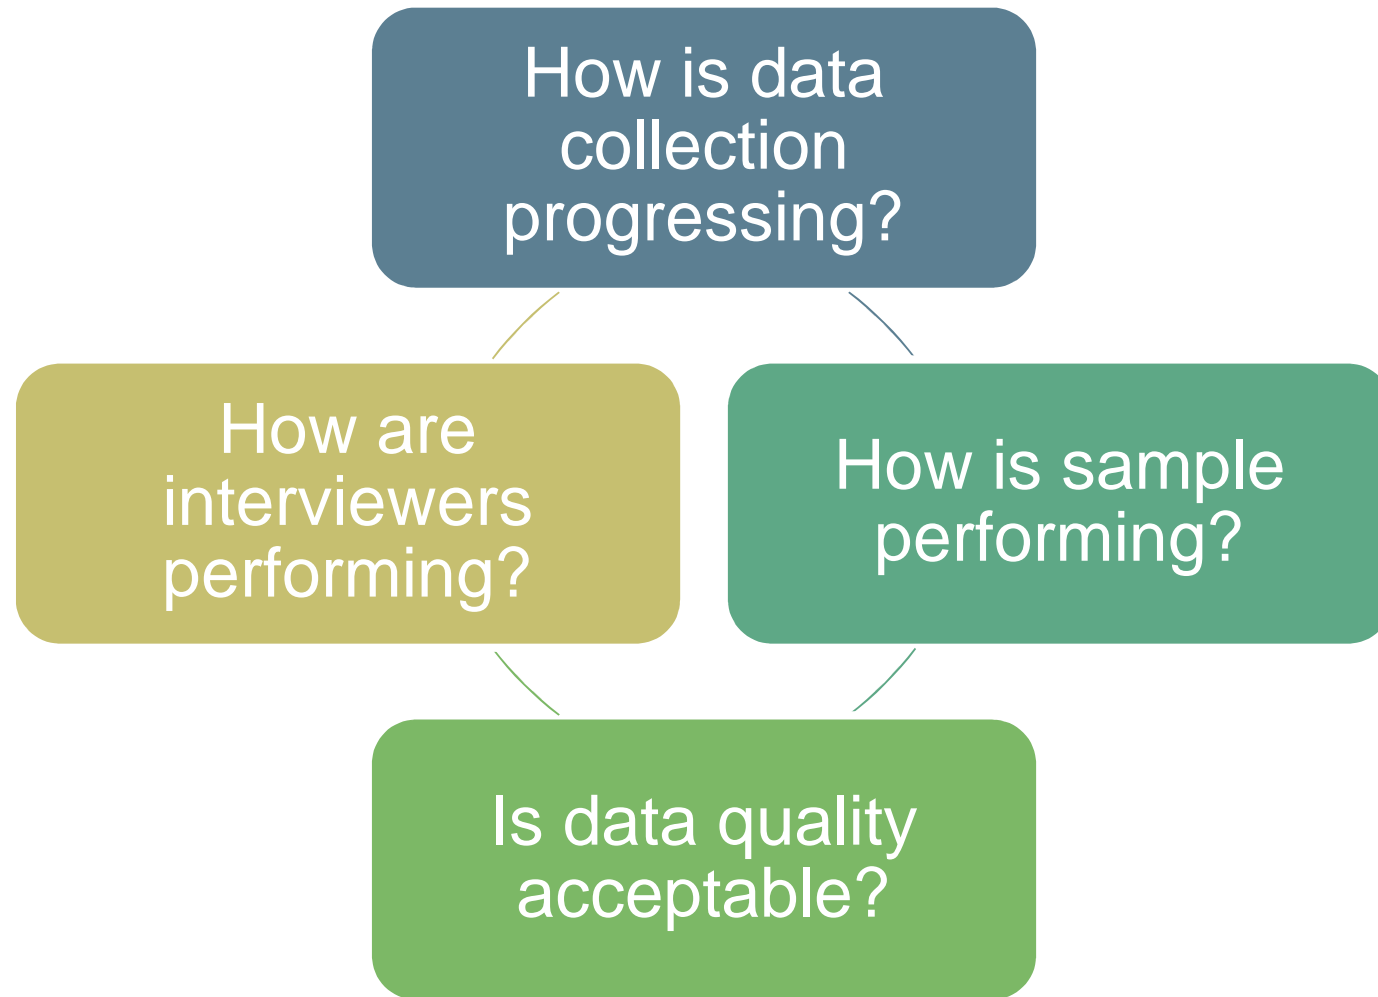 How is data
collection
progressing?
How are
interviewers
performing?
How is sample
performing?
Is data quality
acceptable?